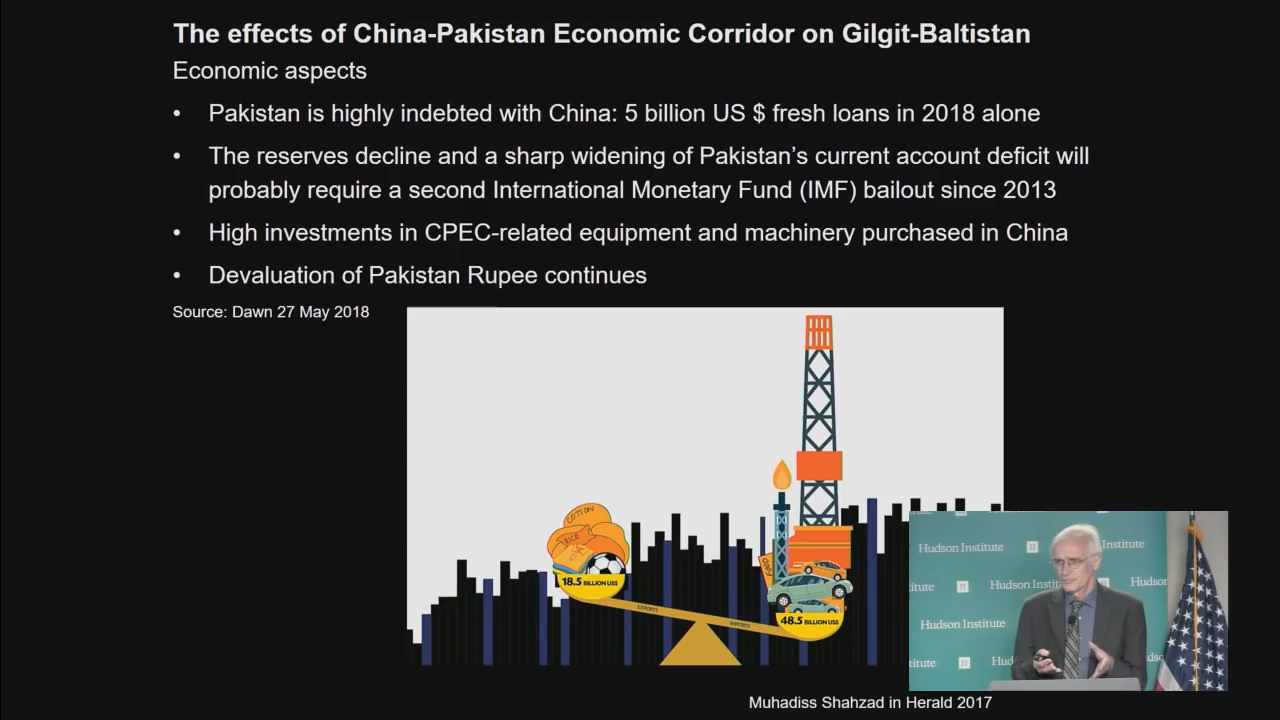 The effects of China-Pakistan Economic Corridor on Gilgit-Baltistan
Economic aspects
• Pakistan is highly indebted with China: 5 billion US $ fresh loans in 2018 alone
• The reserves decline and a sharp widening of Pakistan’s current account deficit will
probably require a second International Monetary Fund (IMF) bailout since 2013
• High investments in CPEC-related equipment and machinery purchased in China
• Devaluation of Pakistan Rupee continues
Source: Dawn 27 May 2018
COTTON
RICE
18.5 BILLION US$
EXPORTS
IMPORTS
48.5 BILLION US$
Hudson Institute
Institute
Hudson
Hudson Institute
Muhadiss Shahzad in Herald 2017